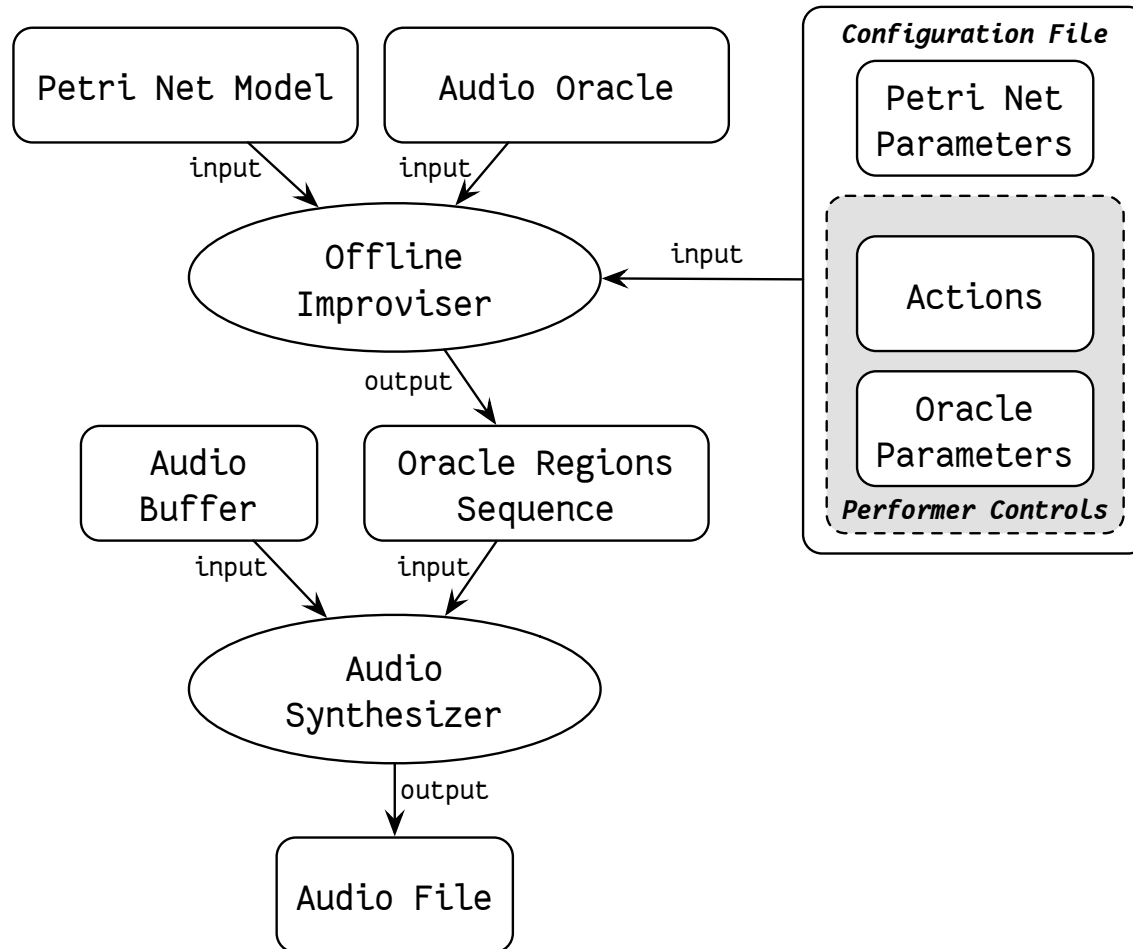 Petri Net Model
Audio Oracle
Configuration File
Petri Net
Parameters
input
input
Offline
Improviser
input
Actions
output
Oracle
Parameters
Performer Controls
Audio
Buffer
Oracle Regions
Sequence
input
input
Audio
Synthesizer
output
Audio File